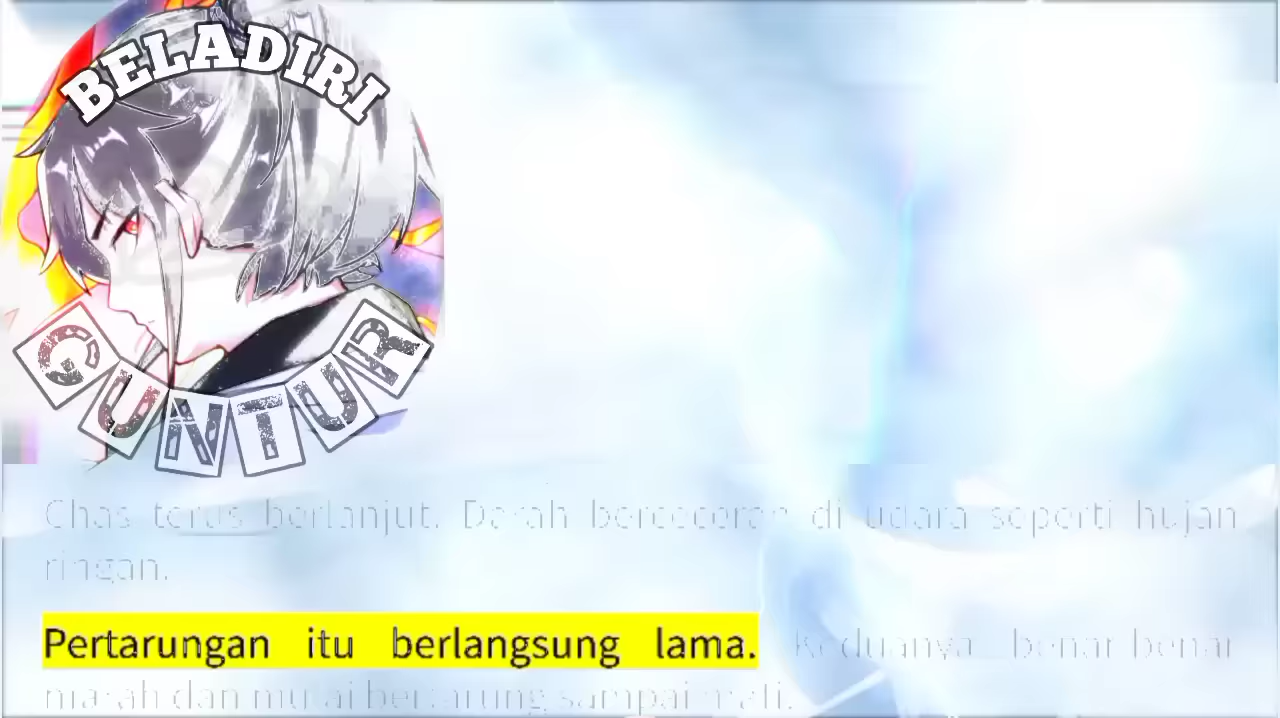 BELADIRI
GUNTUR
Chas terus berlanjut. Darah berceceran di udara seperti hujan
ringan.
Pertarungan itu berlangsung lama. Keduanya benar-benar
marah dan mulai bertarung sampai mati.